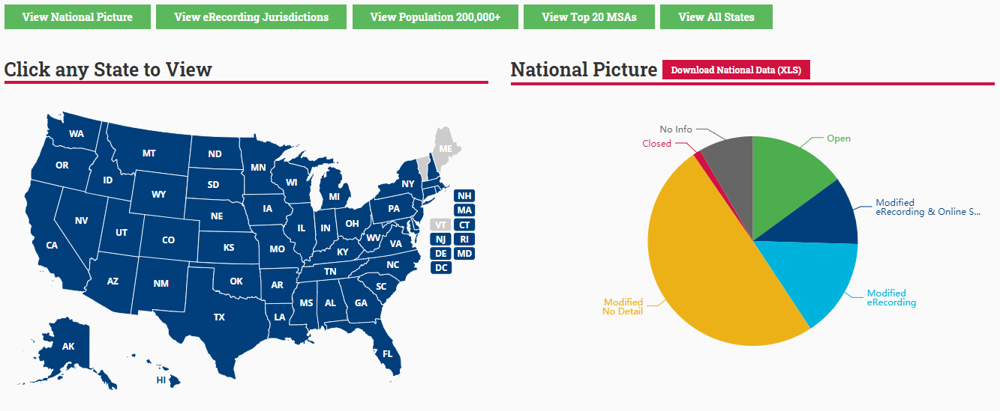 View National Picture
View eRecording Jurisdictions
View Population 200,000+
View Top 20 MSAs
View All States
Click any State to View
National Picture
Download National Data (XLS)
WA
OR
MT
ID
ND
MN
SD
WY
WI
MI
NY
ME
NH
MA
VT
CT
NJ
RI
DE
MD
DC
IA
NE
NV
UT
CO
CA
IL
IN
OH
PA
WV
VA
KS
MO
KY
NC
TN
SC
AZ
NM
OK
AR
MS
AL
GA
TX
LA
FL
AK
HI
No Info
Closed
Open
Modified
eRecording & Online S...
Modified
eRecording
Modified
No Detail